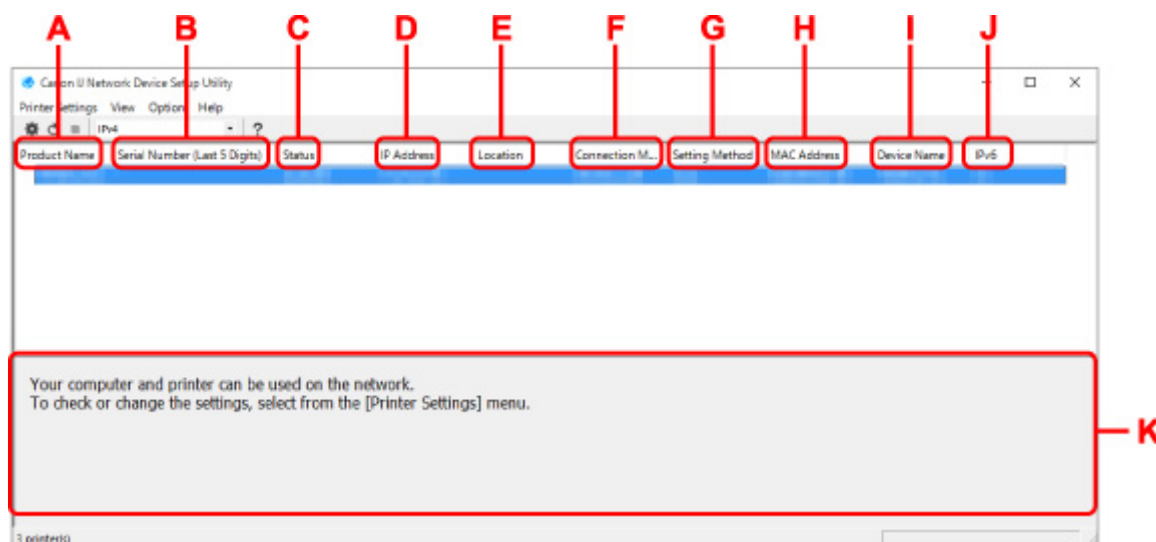 A B C D E F G H I J
Canon IJ Network Device Setup Utility
Printer Settings View Option Help
IPv4 ?
Product Name Serial Number (Last 5 Digits) Status IP Address Location Connection M... Setting Method MAC Address Device Name IPv6
Your computer and printer can be used on the network.
To check or change the settings, select from the [Printer Settings] menu.
K
3 printer(s)